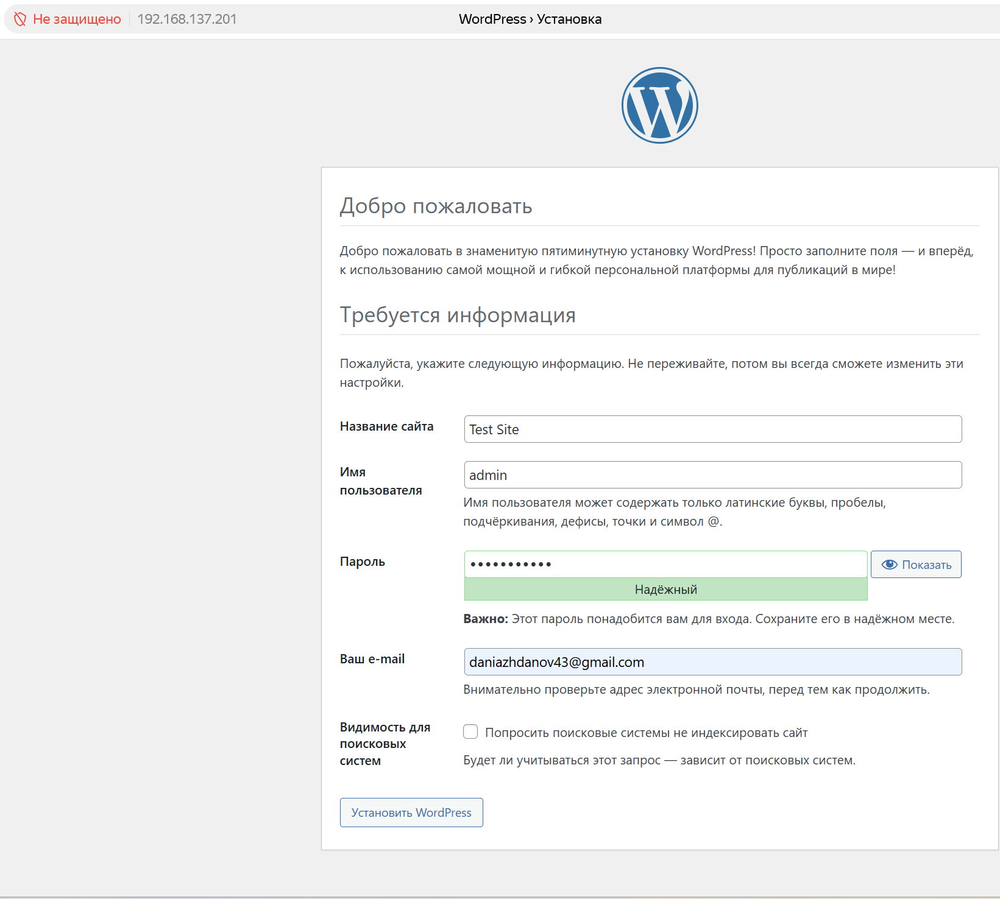 Не защищено 192.168.137.201 WordPress › Установка
Добро пожаловать
Добро пожаловать в знаменитую пятиминутную установку WordPress! Просто заполните поля — и вперёд,
к использованию самой мощной и гибкой персональной платформы для публикаций в мире!
Требуется информация
Пожалуйста, укажите следующую информацию. Не переживайте, потом вы всегда сможете изменить эти
настройки.
Название сайта
Test Site
Имя
пользователя
admin
Имя пользователя может содержать только латинские буквы, пробелы,
подчёркивания, дефисы, точки и символ @.
Пароль
•••••••••••
Показать
Надёжный
Важно: Этот пароль понадобится вам для входа. Сохраните его в надёжном месте.
Ваш e-mail
daniazhdanov43@gmail.com
Внимательно проверьте адрес электронной почты, перед тем как продолжить.
Видимость для
поисковых
систем
Попросить поисковые системы не индексировать сайт
Будет ли учитываться этот запрос — зависит от поисковых систем.
Установить WordPress